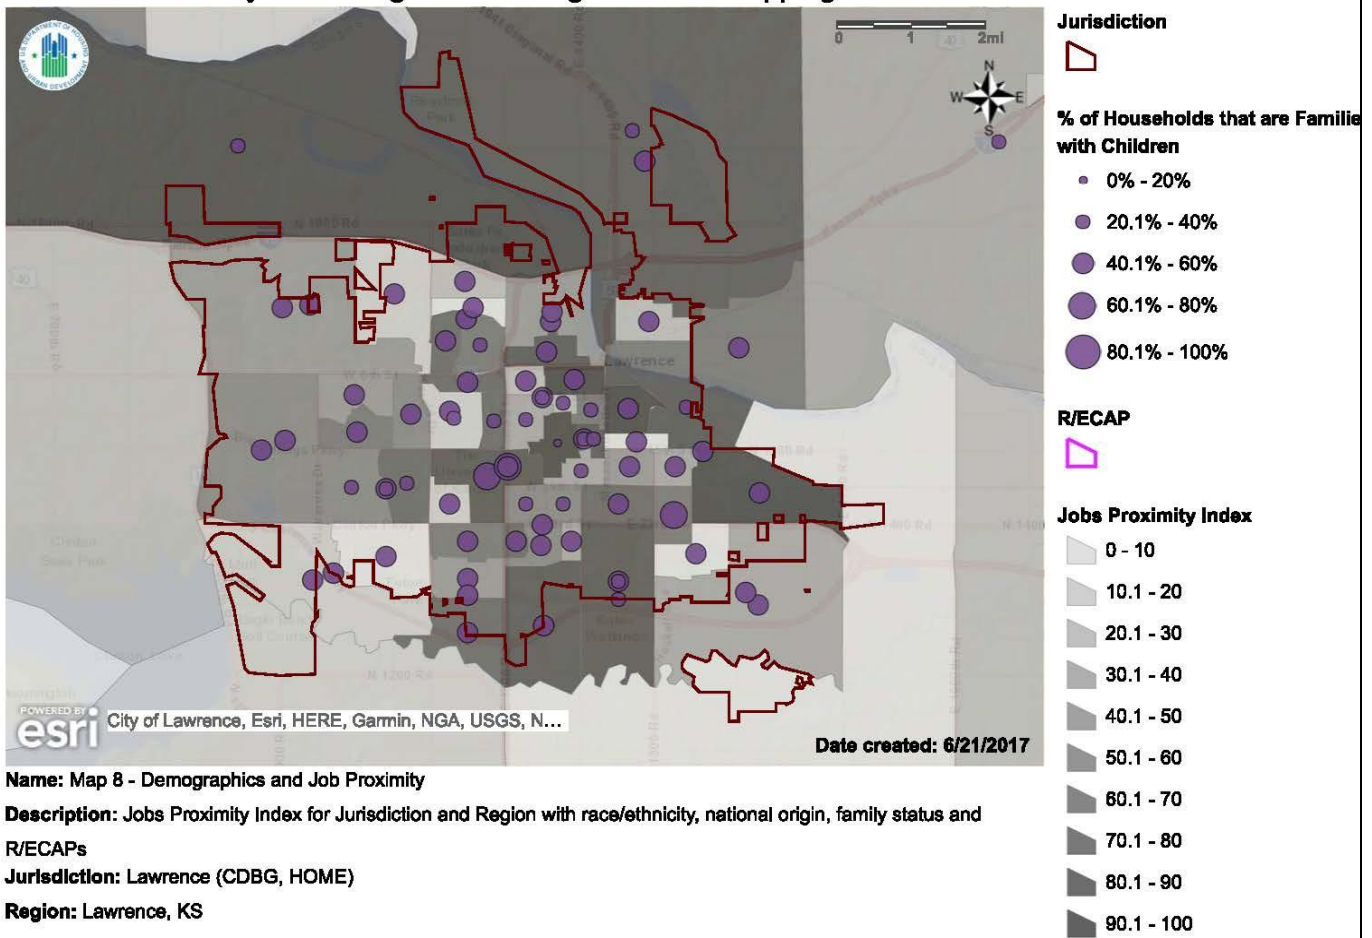 Jurisdiction
0 1 2mi
N
W E
S
% of Households that are Familie
with Children
0% - 20%
20.1% - 40%
40.1% - 60%
60.1% - 80%
80.1% - 100%
R/ECAP
Jobs Proximity Index
0 - 10
10.1 - 20
20.1 - 30
30.1 - 40
40.1 - 50
50.1 - 60
60.1 - 70
70.1 - 80
80.1 - 90
90.1 - 100
Lawrence
N 1200 Rd
POWERED BY
esri
City of Lawrence, Esri, HERE, Garmin, NGA, USGS, N...
Date created: 6/21/2017
Name: Map 8 - Demographics and Job Proximity
Description: Jobs Proximity Index for Jurisdiction and Region with race/ethnicity, national origin, family status and
R/ECAPs
Jurisdiction: Lawrence (CDBG, HOME)
Region: Lawrence, KS